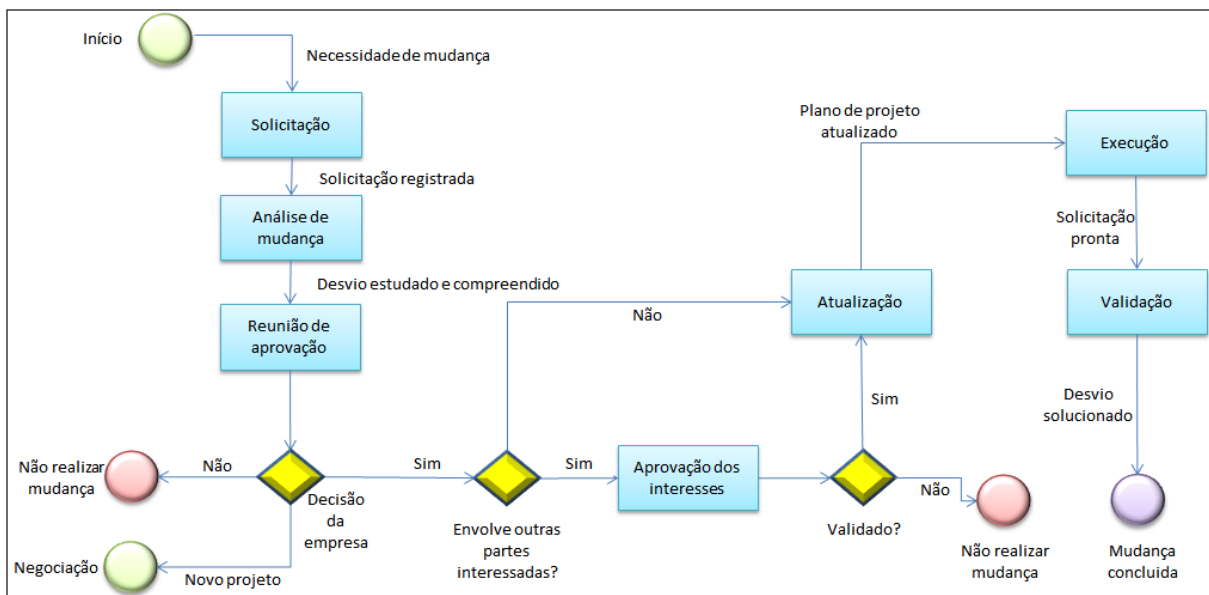 Início
Necessidade de mudança
Solicitação
Solicitação registrada
Análise de
mudança
Desvio estudado e compreendido
Reunião de
aprovação
Não realizar
mudança
Não
Decisão
da
empresa
Negociação
Novo projeto
Sim
Envolve outras
partes
interessadas?
Não
Sim
Aprovação dos
interesses
Validado?
Sim
Não
Não realizar
mudança
Atualização
Plano de projeto
atualizado
Execução
Solicitação
pronta
Validação
Desvio
solucionado
Mudança
concluida